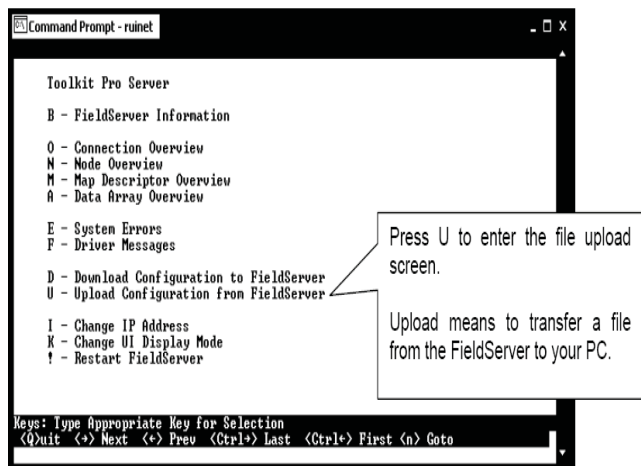 Command Prompt - ruinet
Toolkit Pro Server
B - FieldServer Information
O - Connection Overview
N - Node Overview
M - Map Descriptor Overview
A - Data Array Overview
E - System Errors
F - Driver Messages
D - Download Configuration to FieldServer
U - Upload Configuration from FieldServer
I - Change IP Address
K - Change UI Display Mode
! - Restart FieldServer
Press U to enter the file upload
screen.
Upload means to transfer a file
from the FieldServer to your PC.
Keys: Type Appropriate Key for Selection
<Q>uit <→> Next <←> Prev <Ctrl→> Last <Ctrl←> First <n> Goto